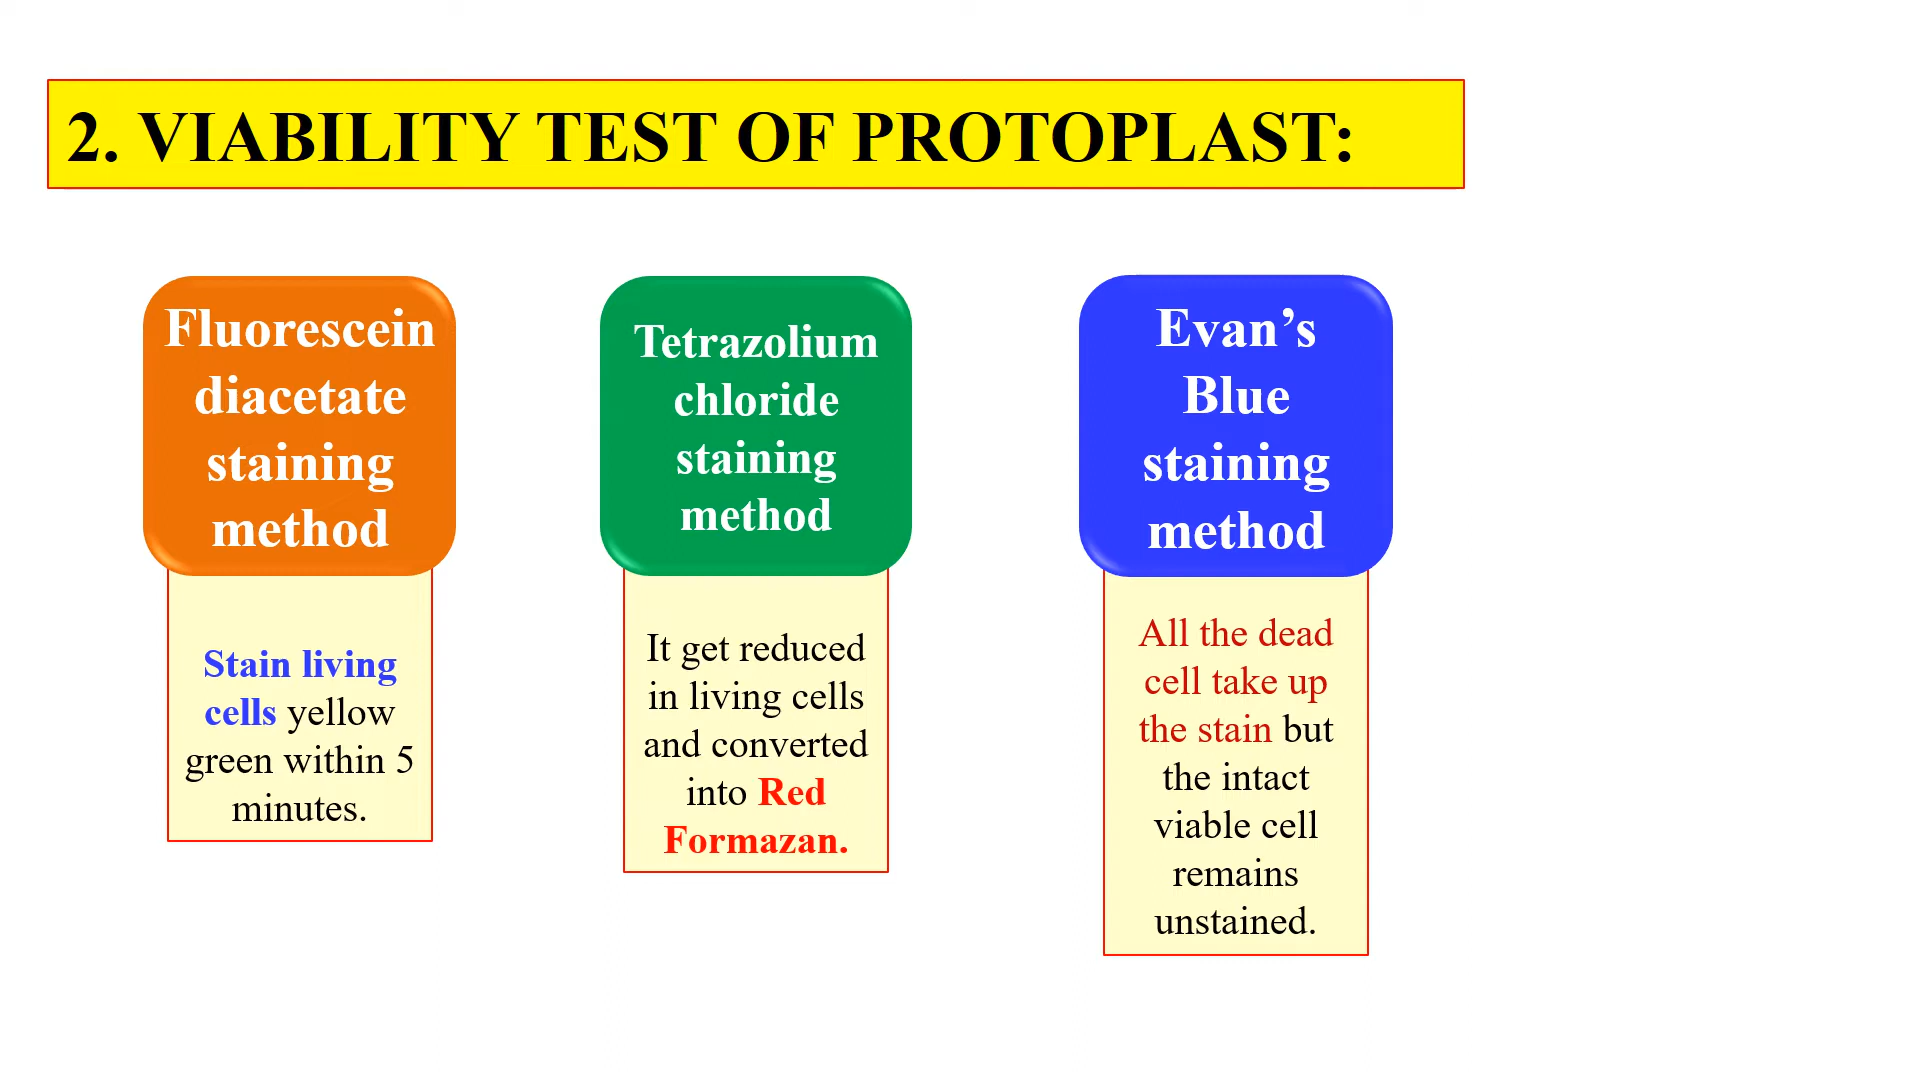 2. VIABILITY TEST OF PROTOPLAST:
Fluorescein
diacetate
staining
method
Stain living
cells yellow
green within 5
minutes.
Tetrazolium
chloride
staining
method
It get reduced
in living cells
and converted
into Red
Formazan.
Evan’s
Blue
staining
method
All the dead
cell take up
the stain but
the intact
viable cell
remains
unstained.